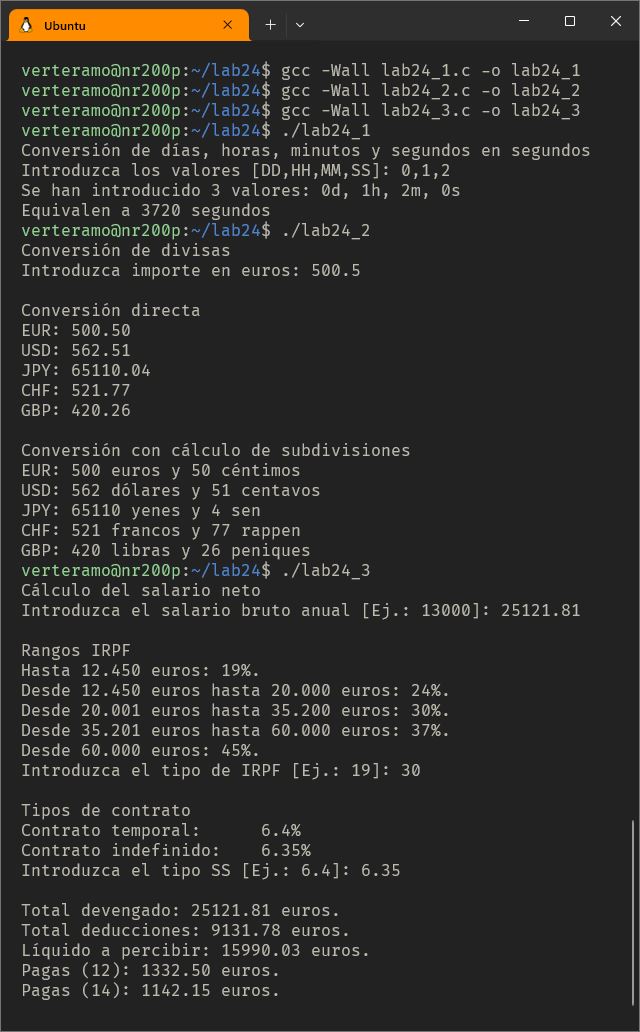 Ubuntu
verteramo@nr200p:~/lab24$ gcc -Wall lab24_1.c -o lab24_1
verteramo@nr200p:~/lab24$ gcc -Wall lab24_2.c -o lab24_2
verteramo@nr200p:~/lab24$ gcc -Wall lab24_3.c -o lab24_3
verteramo@nr200p:~/lab24$ ./lab24_1
Conversión de días, horas, minutos y segundos en segundos
Introduzca los valores [DD,HH,MM,SS]: 0,1,2
Se han introducido 3 valores: 0d, 1h, 2m, 0s
Equivalen a 3720 segundos
verteramo@nr200p:~/lab24$ ./lab24_2
Conversión de divisas
Introduzca importe en euros: 500.5

Conversión directa
EUR: 500.50
USD: 562.51
JPY: 65110.04
CHF: 521.77
GBP: 420.26

Conversión con cálculo de subdivisiones
EUR: 500 euros y 50 céntimos
USD: 562 dólares y 51 centavos
JPY: 65110 yenes y 4 sen
CHF: 521 francos y 77 rappen
GBP: 420 libras y 26 peniques
verteramo@nr200p:~/lab24$ ./lab24_3
Cálculo del salario neto
Introduzca el salario bruto anual [Ej.: 13000]: 25121.81

Rangos IRPF
Hasta 12.450 euros: 19%.
Desde 12.450 euros hasta 20.000 euros: 24%.
Desde 20.001 euros hasta 35.200 euros: 30%.
Desde 35.201 euros hasta 60.000 euros: 37%.
Desde 60.000 euros: 45%.
Introduzca el tipo de IRPF [Ej.: 19]: 30

Tipos de contrato
Contrato temporal:      6.4%
Contrato indefinido:    6.35%
Introduzca el tipo SS [Ej.: 6.4]: 6.35

Total devengado: 25121.81 euros.
Total deducciones: 9131.78 euros.
Líquido a percibir: 15990.03 euros.
Pagas (12): 1332.50 euros.
Pagas (14): 1142.15 euros.